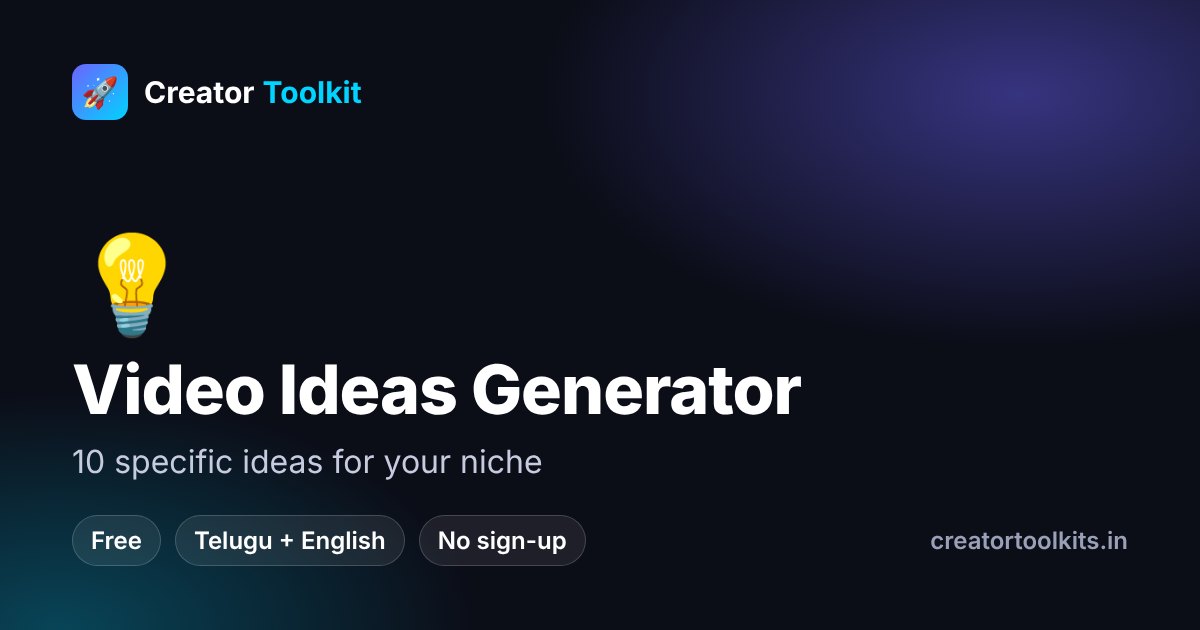 Creator Toolkit
Video Ideas Generator
10 specific ideas for your niche
Free
Telugu + English
No sign-up
creatortoolkits.in